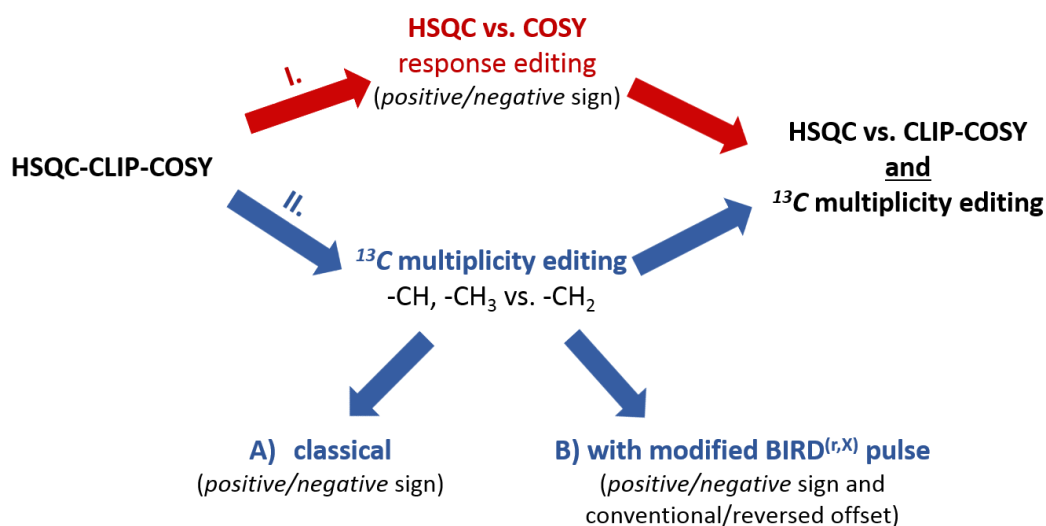 HSQC vs. COSY
I.
response editing
(positive/negative sign)
HSQC-CLIP-COSY
HSQC vs. CLIP-COSY
and
¹³C multiplicity editing
II.
¹³C multiplicity editing
-CH, -CH₃ vs. -CH₂
A) classical
(positive/negative sign)
B) with modified BIRD⁽ʳ,ˣ⁾ pulse
(positive/negative sign and
conventional/reversed offset)